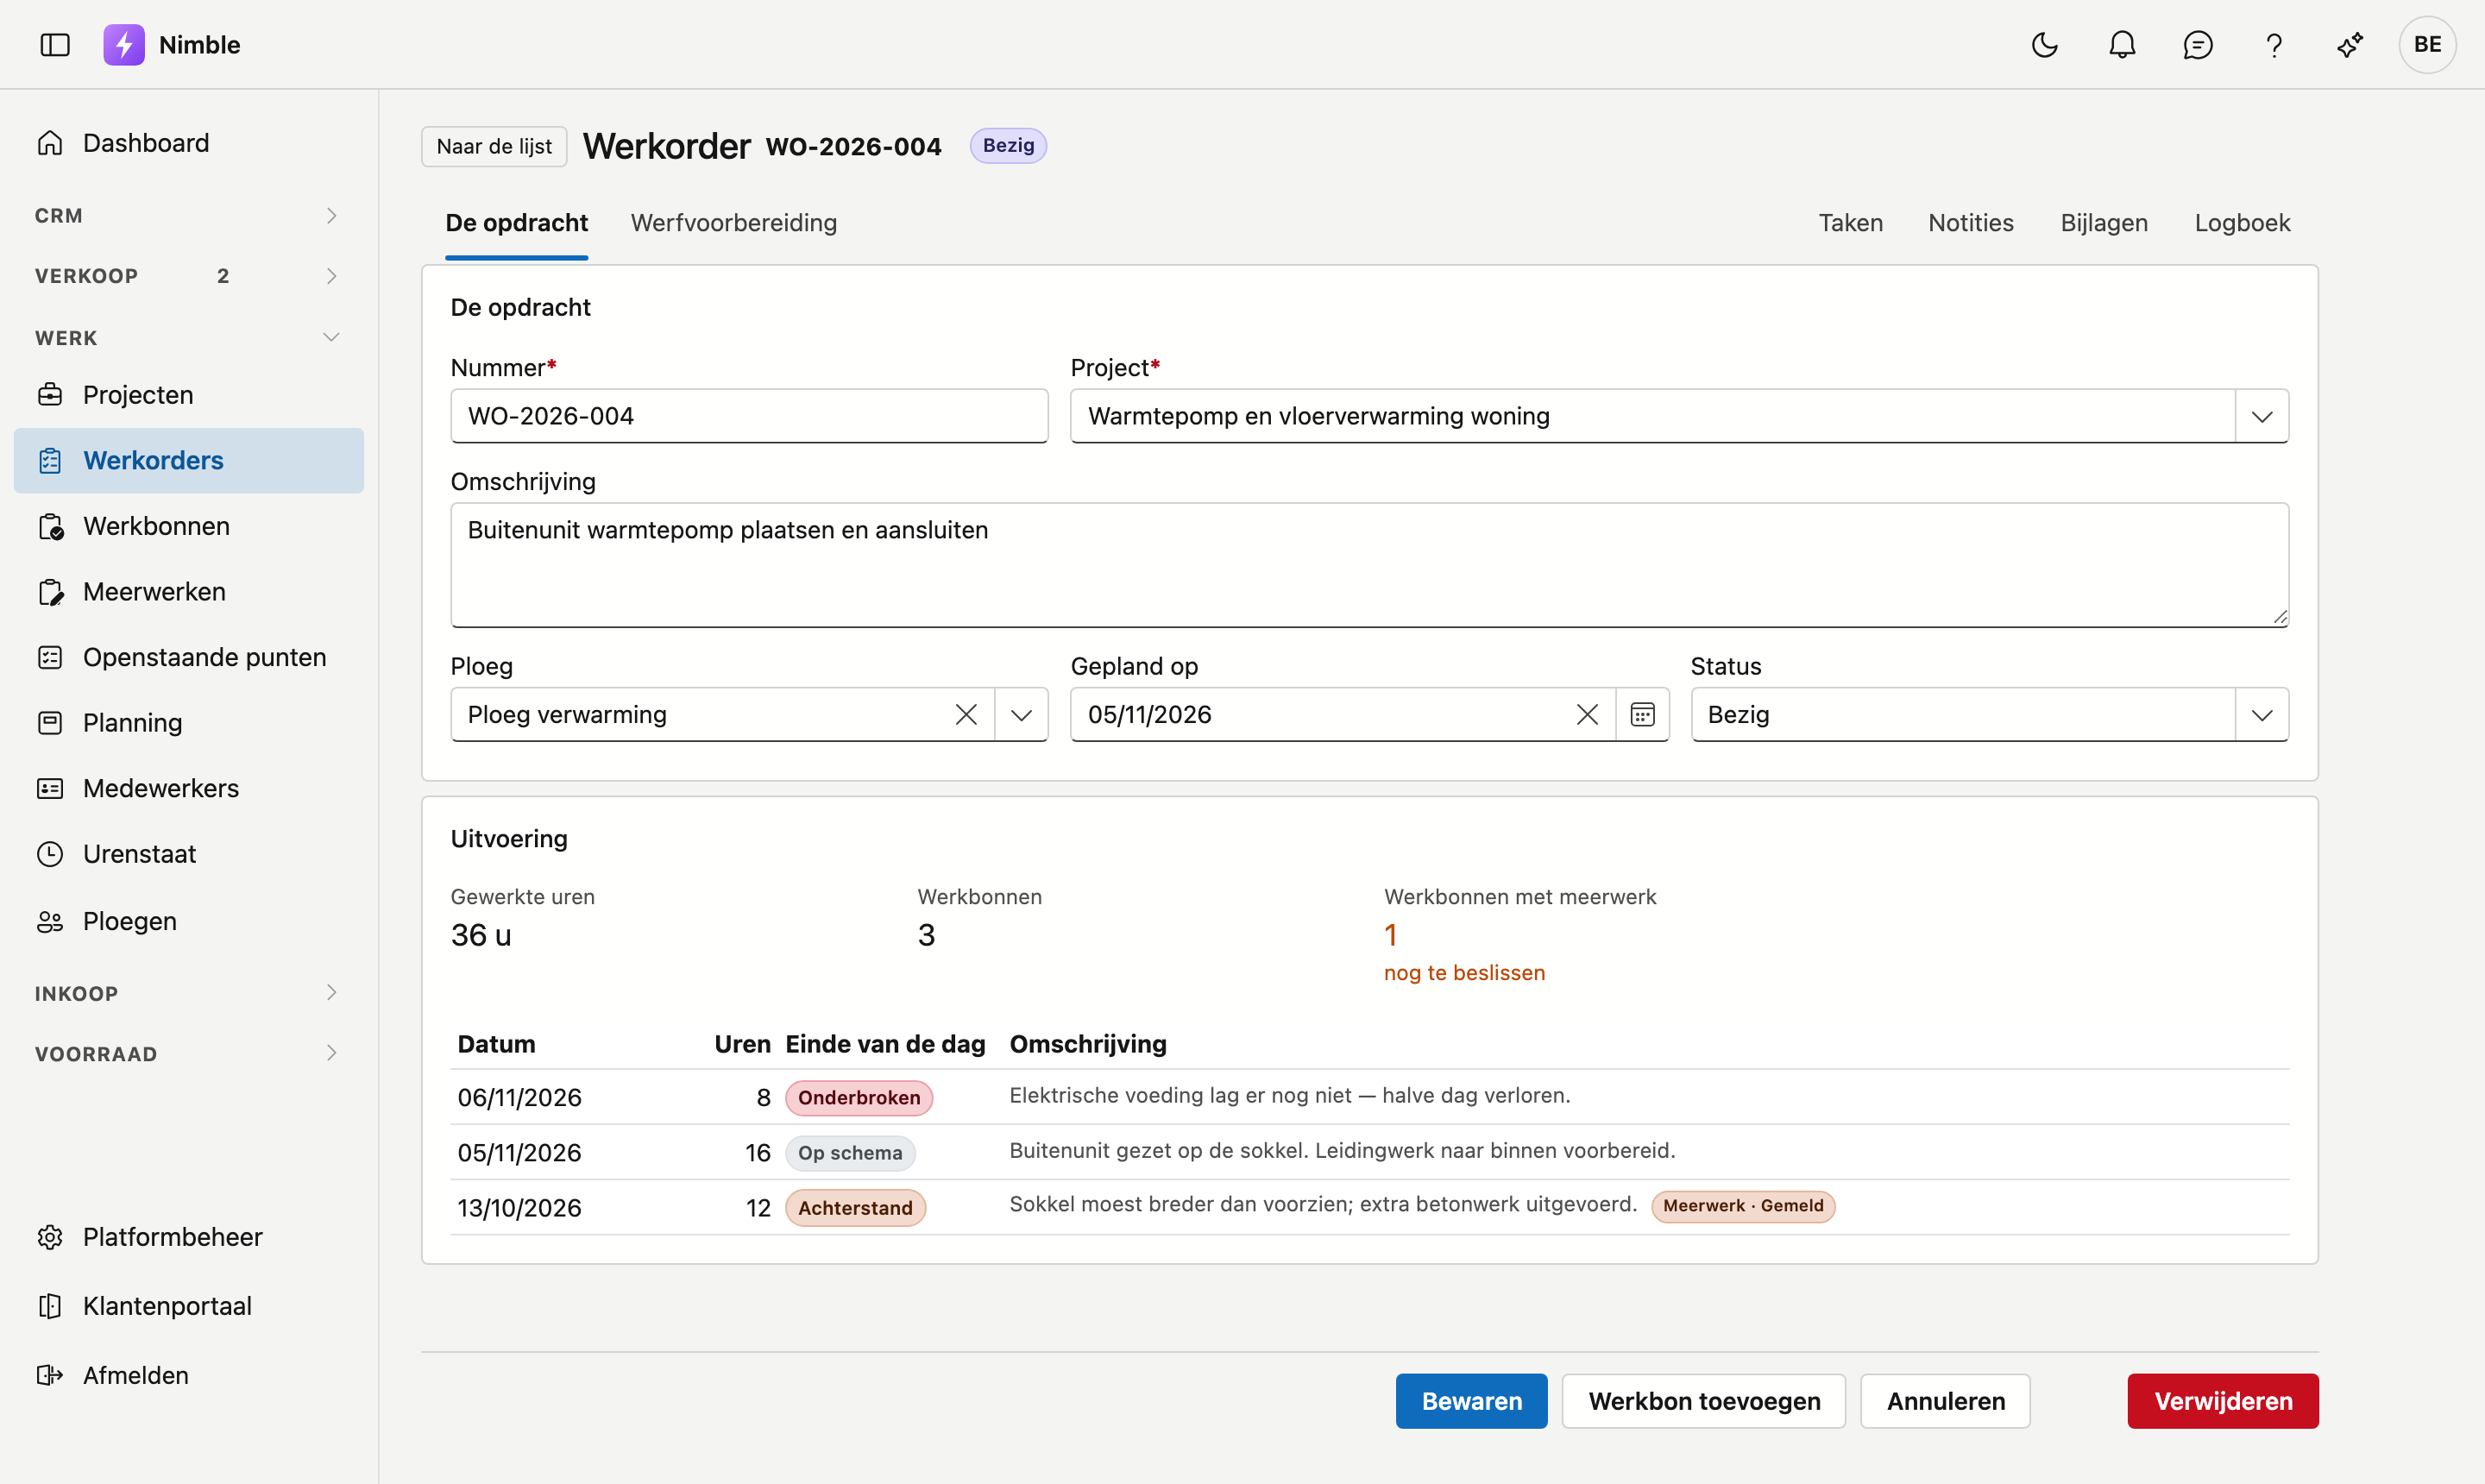 Nimble
BE
Dashboard
CRM
VERKOOP 2
WERK
Projecten
Werkorders
Werkbonnen
Meerwerken
Openstaande punten
Planning
Medewerkers
Urenstaat
Ploegen
INKOOP
VOORRAAD
Platformbeheer
Klantenportaal
Afmelden
Naar de lijst Werkorder WO-2026-004 Bezig
De opdracht Werfvoorbereiding Taken Notities Bijlagen Logboek
De opdracht
Nummer* Project*
WO-2026-004 Warmtepomp en vloerverwarming woning
Omschrijving
Buitenunit warmtepomp plaatsen en aansluiten
Ploeg Gepland op Status
Ploeg verwarming 05/11/2026 Bezig
Uitvoering
Gewerkte uren Werkbonnen Werkbonnen met meerwerk
36 u 3 1
nog te beslissen
Datum Uren Einde van de dag Omschrijving
06/11/2026 8 Onderbroken Elektrische voeding lag er nog niet — halve dag verloren.
05/11/2026 16 Op schema Buitenunit gezet op de sokkel. Leidingwerk naar binnen voorbereid.
13/10/2026 12 Achterstand Sokkel moest breder dan voorzien; extra betonwerk uitgevoerd. Meerwerk · Gemeld
Bewaren Werkbon toevoegen Annuleren Verwijderen